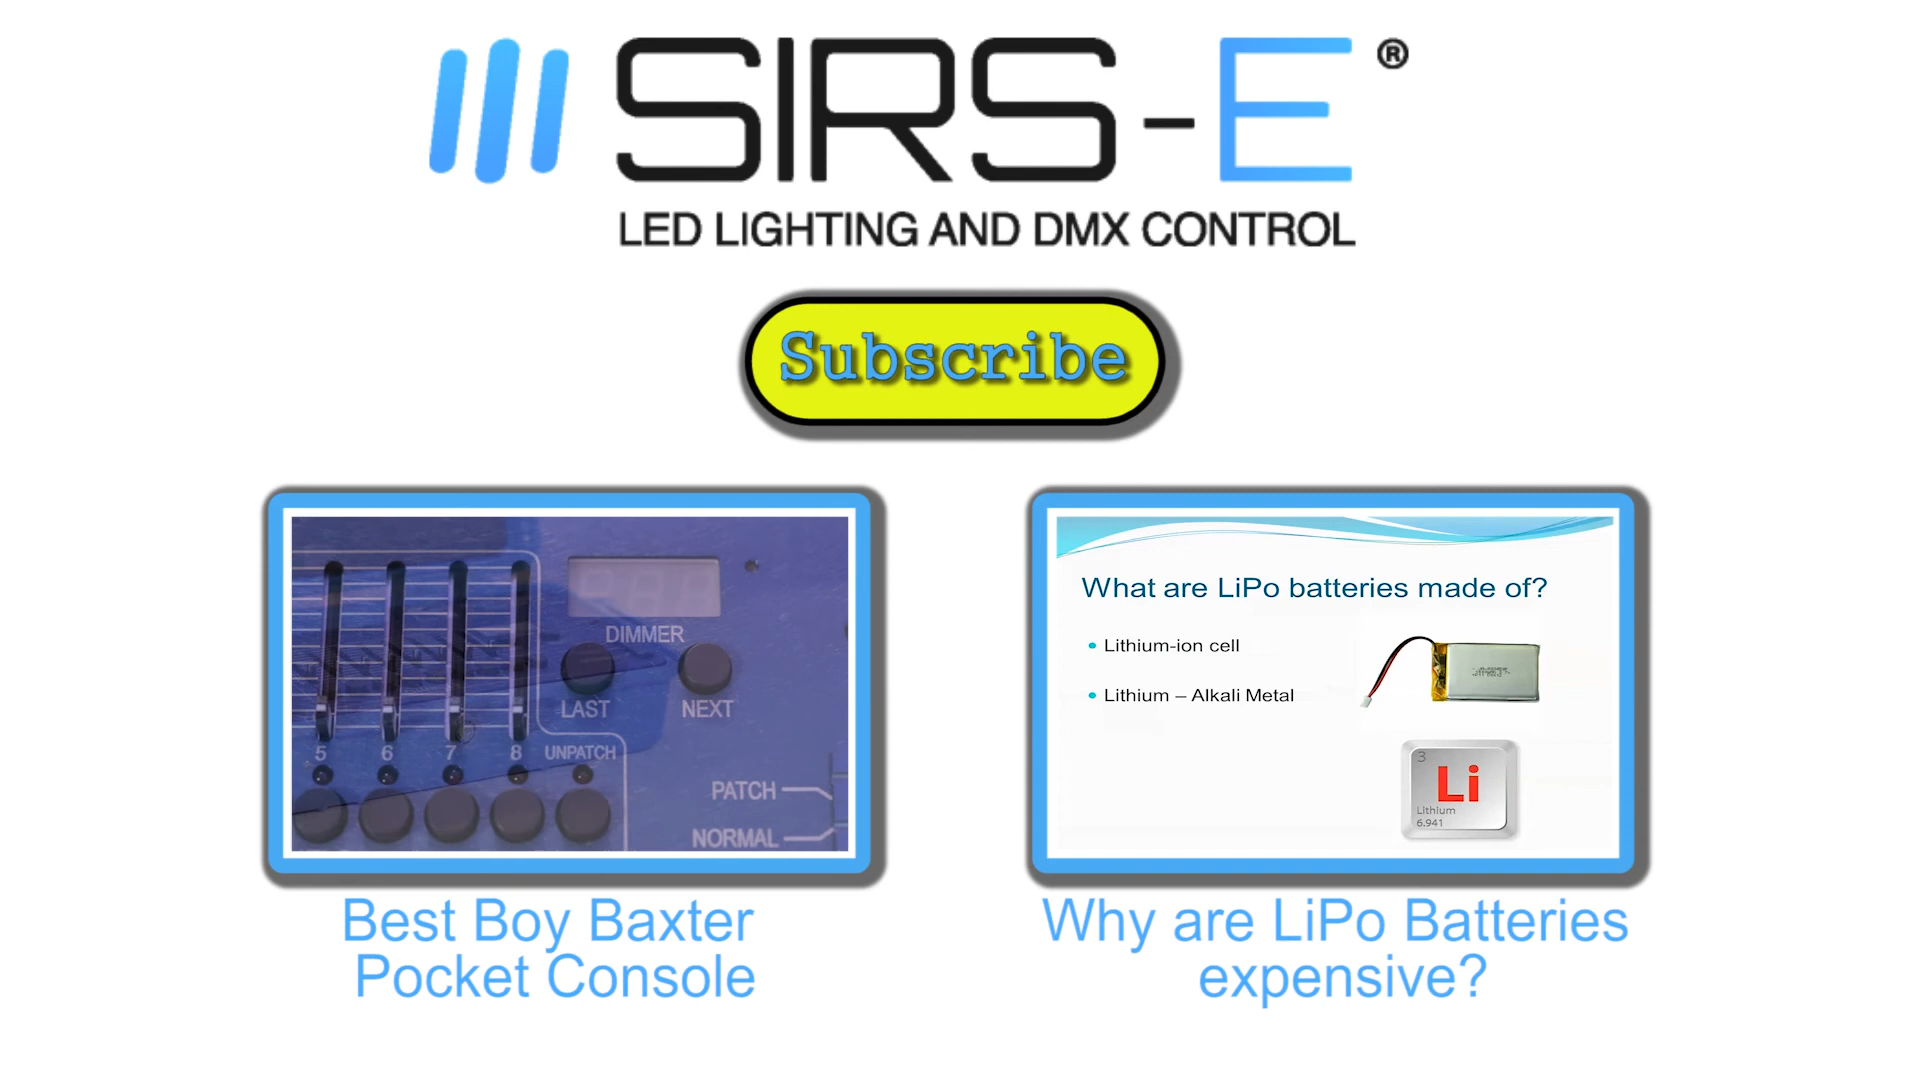 SIRS-E ®
LED LIGHTING AND DMX CONTROL
Subscribe
DIMMER
LAST NEXT
5 6 7 8 UNPATCH
PATCH
NORMAL
What are LiPo batteries made of?
• Lithium-ion cell
• Lithium – Alkali Metal
3
Li
Lithium
6.941
Best Boy Baxter
Pocket Console
Why are LiPo Batteries
expensive?